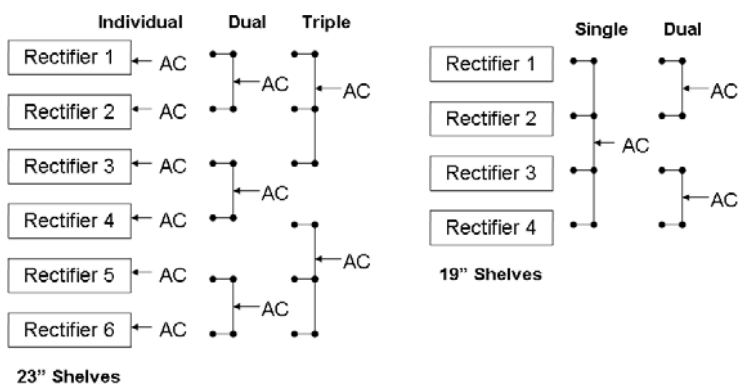 Individual Dual Triple
Rectifier 1 AC
AC AC
Rectifier 2 AC
Rectifier 3 AC
AC
Rectifier 4 AC
AC
Rectifier 5 AC
AC
Rectifier 6 AC
23” Shelves
Single Dual
Rectifier 1
AC
Rectifier 2
AC
Rectifier 3
AC
Rectifier 4
19” Shelves